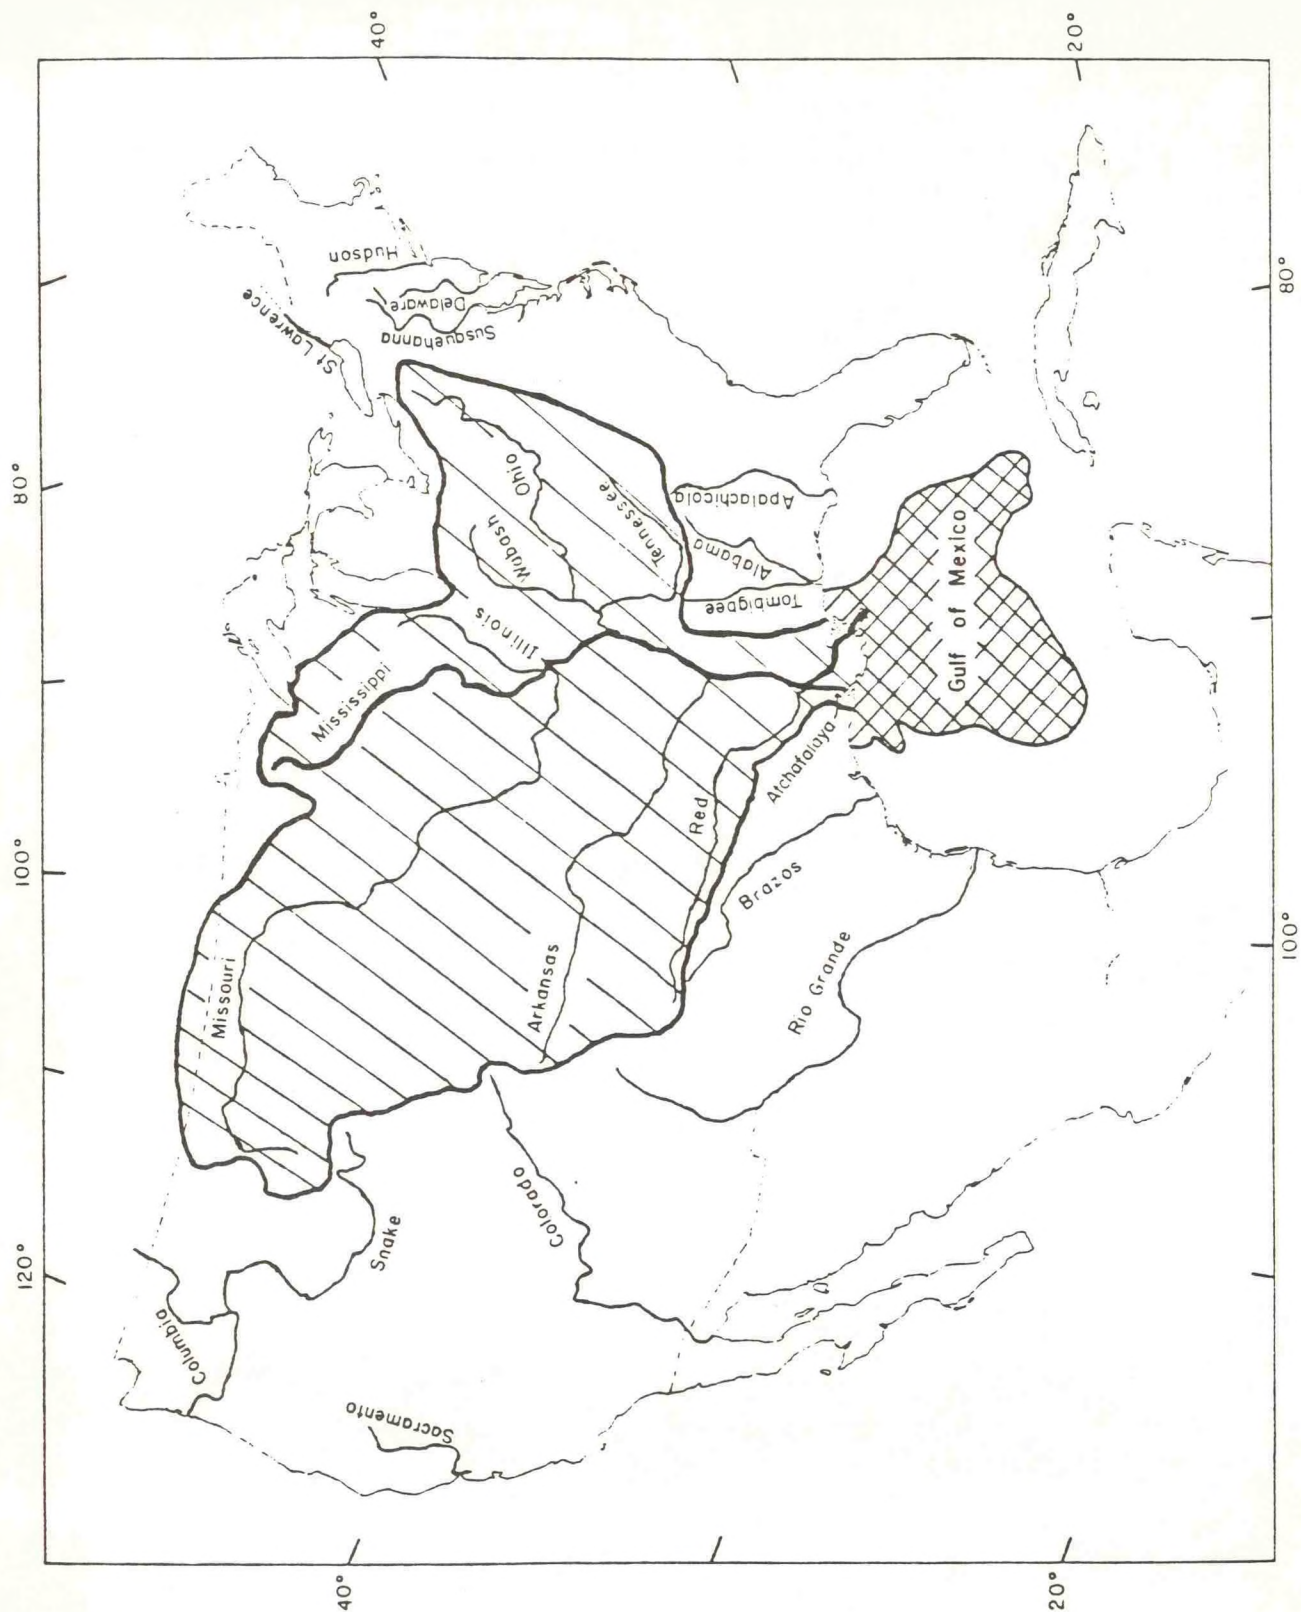 40°
20°
80°
100°
120°
80°
100°
40°
20°
St Lawrence
Hudson
Delaware
Susquehanna
Ohio
Wabash
Tennessee
Illinois
Mississippi
Apalachicola
Alabama
Tombigbee
Gulf of Mexico
Missouri
Arkansas
Red
Atchafalaya
Brazos
Rio Grande
Colorado
Snake
Columbia
Sacramento